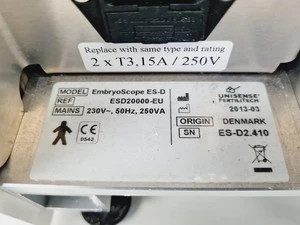 Replace with same type and rating
2 x T3,15A / 250V
MODEL EmbryoScope ES-D
REF ESD20000-EU
MAINS 230V~, 50Hz, 250VA
CE
0543
UNISENSE
FERTILITECH
2013-03
ORIGIN DENMARK
SN ES-D2.410